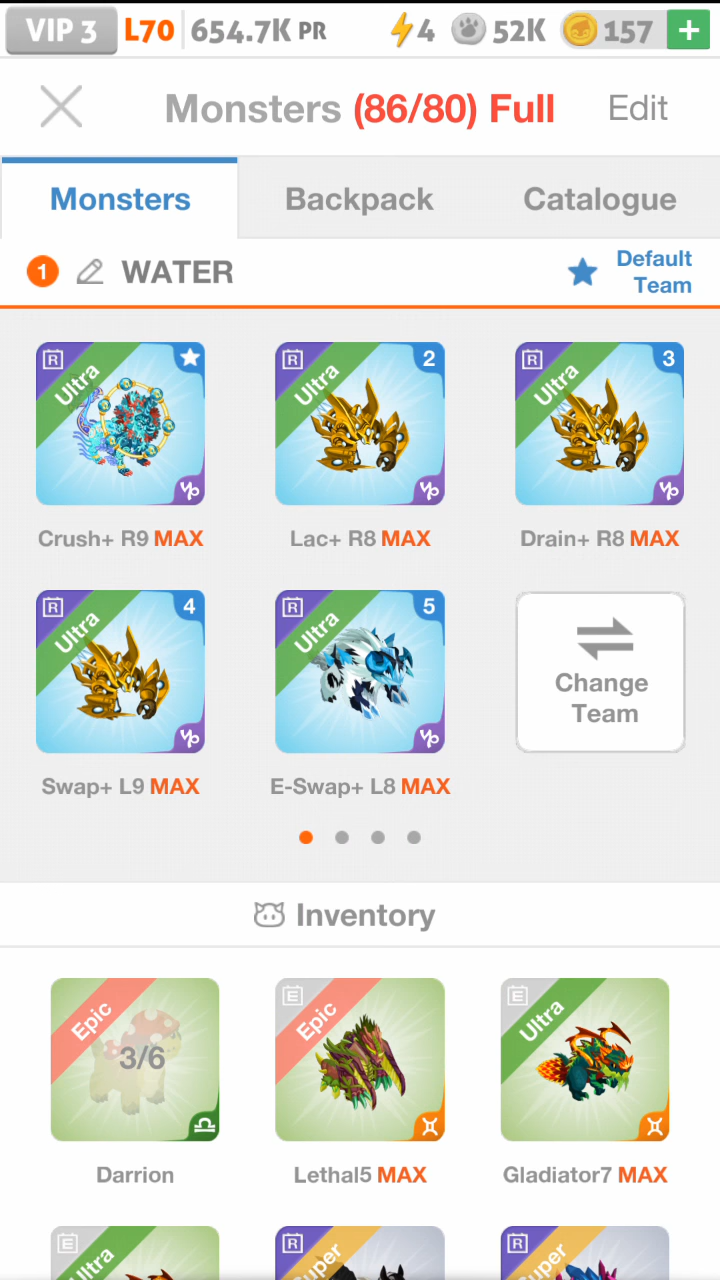 VIP 3 L70 654.7K PR 4 52K 157 +
Monsters (86/80) Full Edit
Monsters Backpack Catalogue
1 WATER Default Team
R Ultra
R Ultra 2
R Ultra 3
Crush+ R9 MAX Lac+ R8 MAX Drain+ R8 MAX
R Ultra 4
R Ultra 5
Change
Team
Swap+ L9 MAX E-Swap+ L8 MAX
Inventory
Epic 3/6
E Epic
E Ultra
Darrion Lethal5 MAX Gladiator7 MAX
E Ultra
R Super
R Super